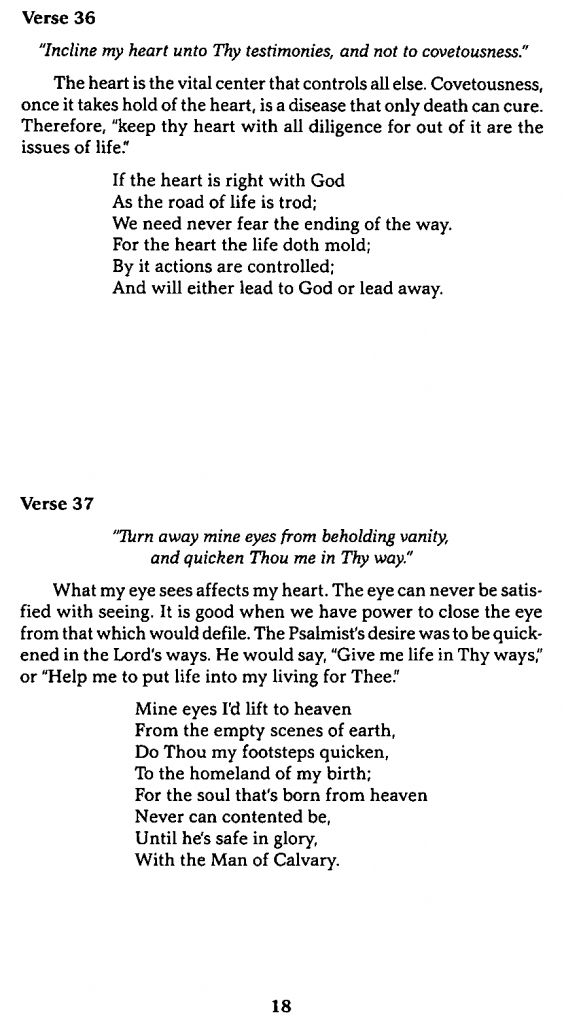 Verse 36
"Incline my heart unto Thy testimonies, and not to covetousness."
The heart is the vital center that controls all else. Covetousness,
once it takes hold of the heart, is a disease that only death can cure.
Therefore, "keep thy heart with all diligence for out of it are the
issues of life."
If the heart is right with God
As the road of life is trod;
We need never fear the ending of the way.
For the heart the life doth mold;
By it actions are controlled;
And will either lead to God or lead away.
Verse 37
"Turn away mine eyes from beholding vanity,
and quicken Thou me in Thy way."
What my eye sees affects my heart. The eye can never be satis-
fied with seeing. It is good when we have power to close the eye
from that which would defile. The Psalmist's desire was to be quick-
ened in the Lord's ways. He would say, "Give me life in Thy ways,"
or "Help me to put life into my living for Thee."
Mine eyes I'd lift to heaven
From the empty scenes of earth,
Do Thou my footsteps quicken,
To the homeland of my birth;
For the soul that's born from heaven
Never can contented be,
Until he's safe in glory,
With the Man of Calvary.
18